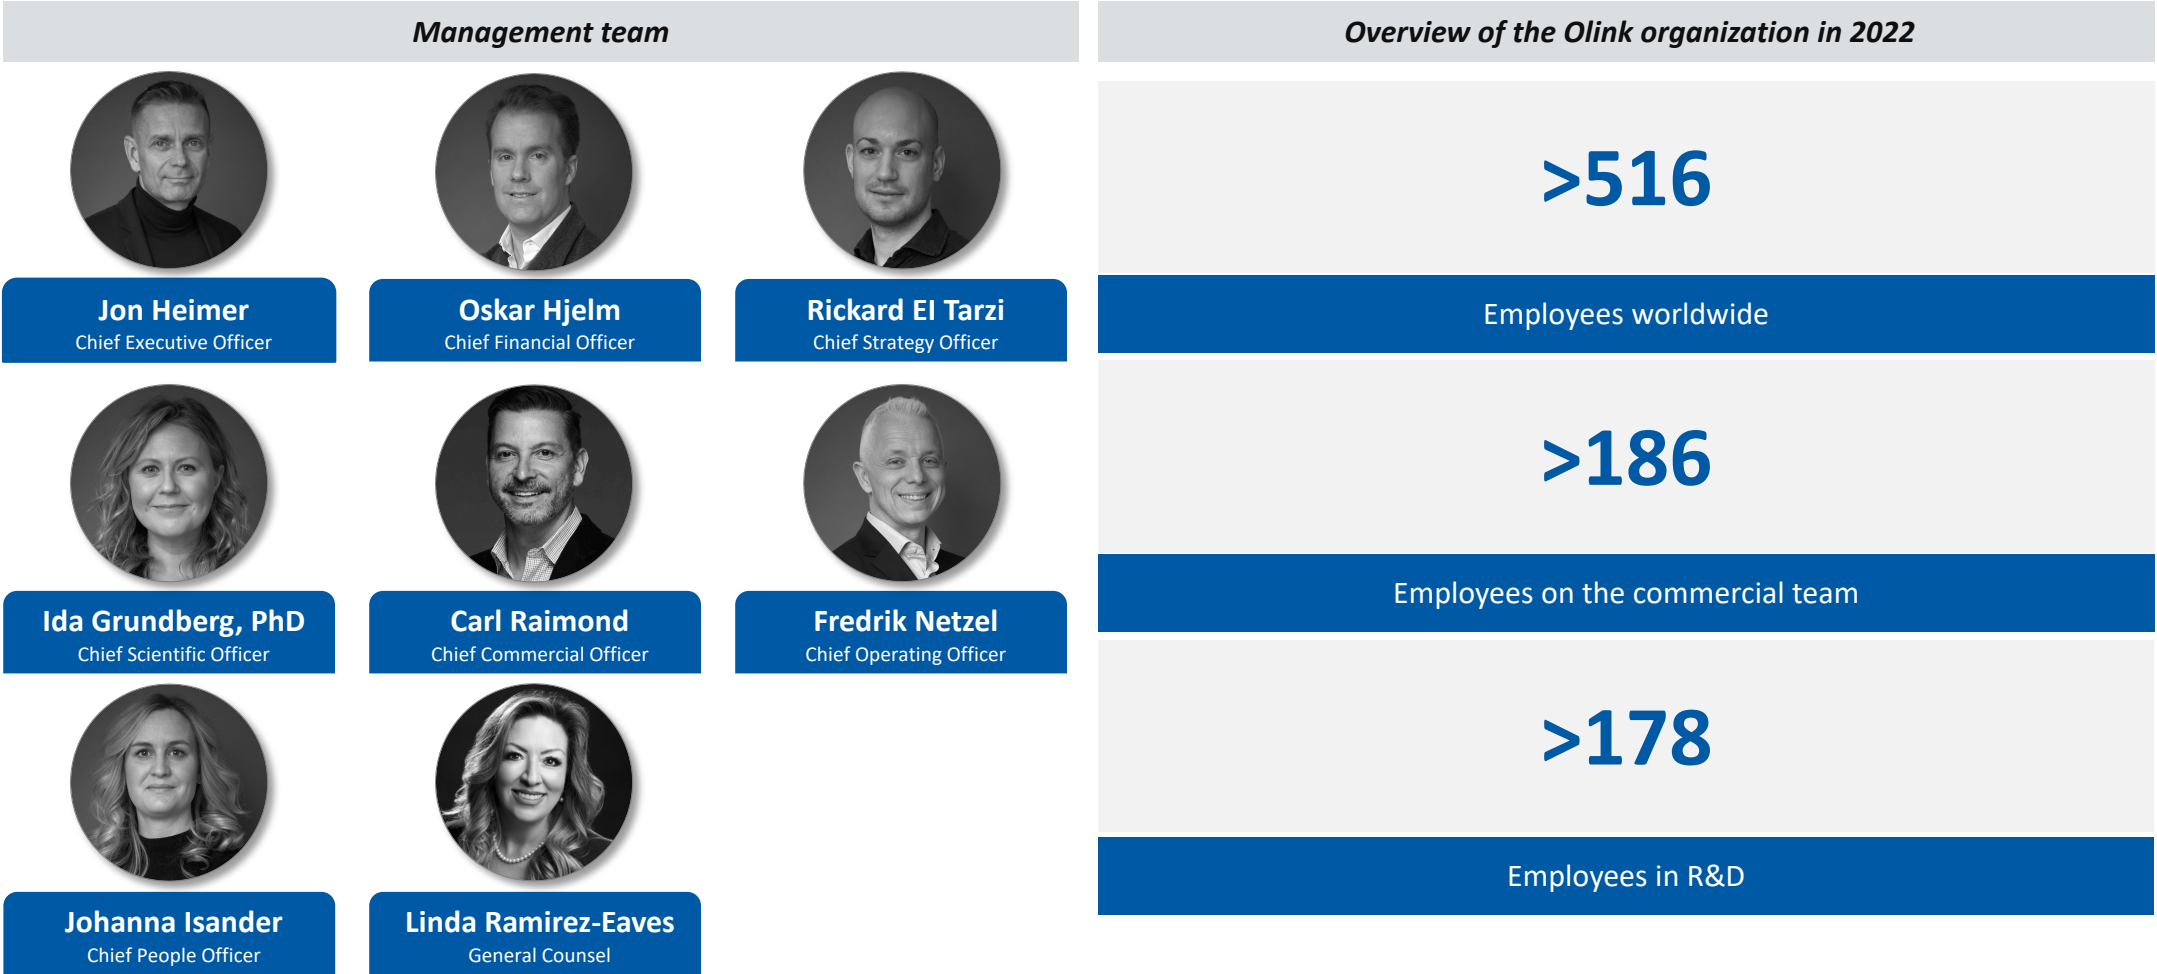 Management team
Jon Heimer
Chief Executive Officer
Oskar Hjelm
Chief Financial Officer
Rickard El Tarzi
Chief Strategy Officer
Ida Grundberg, PhD
Chief Scientific Officer
Carl Raimond
Chief Commercial Officer
Fredrik Netzel
Chief Operating Officer
Johanna Isander
Chief People Officer
Linda Ramirez-Eaves
General Counsel
Overview of the Olink organization in 2022
>516
Employees worldwide
>186
Employees on the commercial team
>178
Employees in R&D